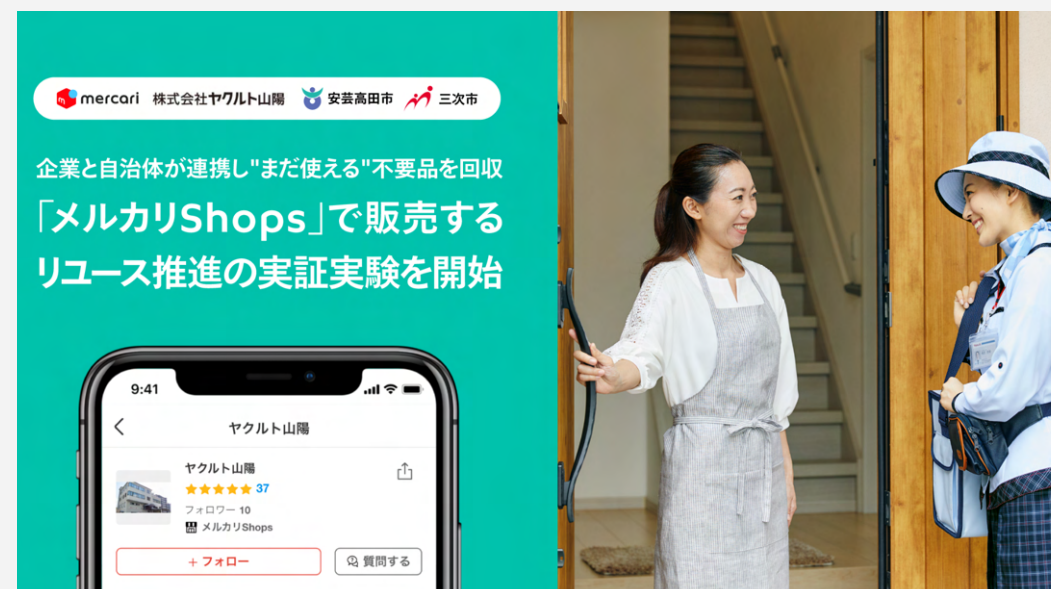 mercari 株式会社ヤクルト山陽 安芸高田市 三次市
企業と自治体が連携し"まだ使える"不要品を回収
「メルカリShops」で販売する
リユース推進の実証実験を開始
9:41
ヤクルト山陽
ヤクルト山陽
37
フォロワー 10
メルカリShops
+ フォロー 質問する